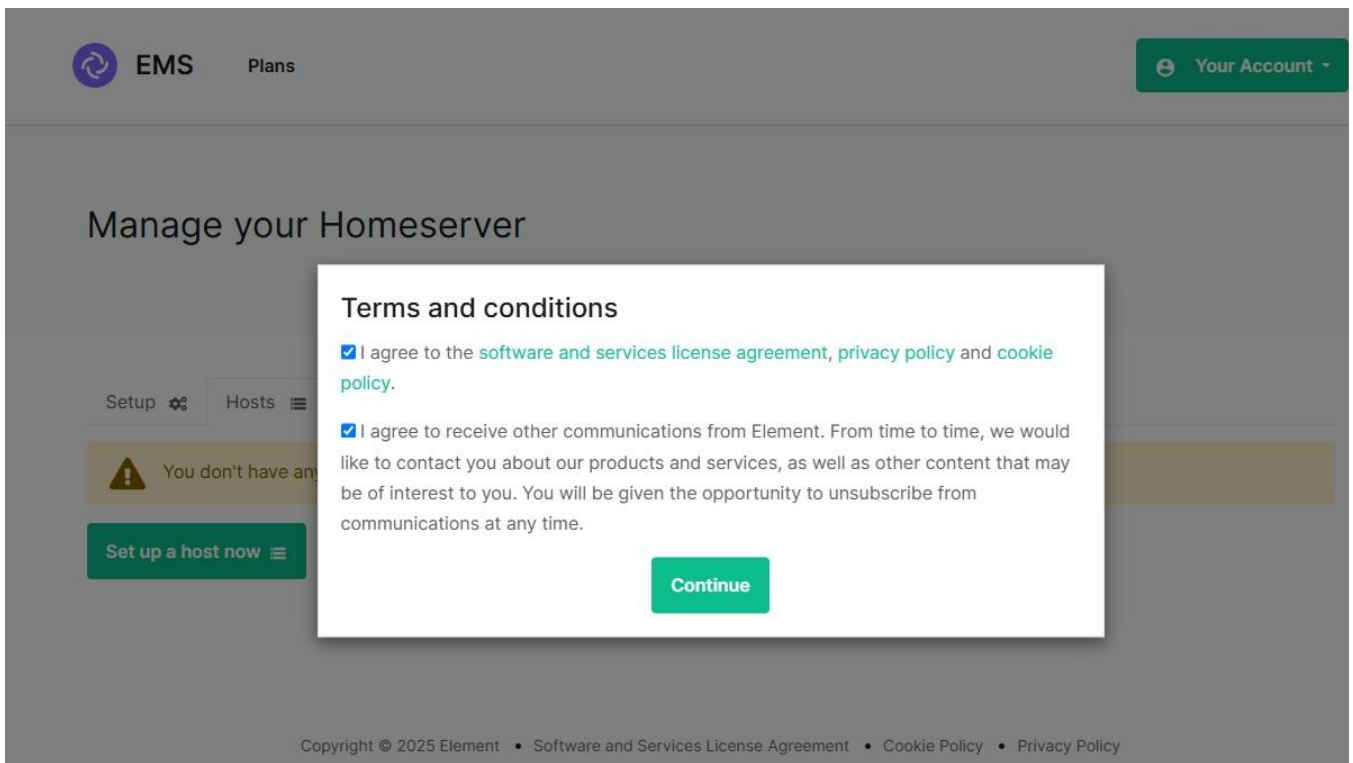 EMS Plans Your Account
Manage your Homeserver
Terms and conditions
I agree to the software and services license agreement, privacy policy and cookie
policy.
Setup Hosts
I agree to receive other communications from Element. From time to time, we would
like to contact you about our products and services, as well as other content that may
be of interest to you. You will be given the opportunity to unsubscribe from
communications at any time.
You don't have any
Set up a host now
Continue
Copyright © 2025 Element • Software and Services License Agreement • Cookie Policy • Privacy Policy